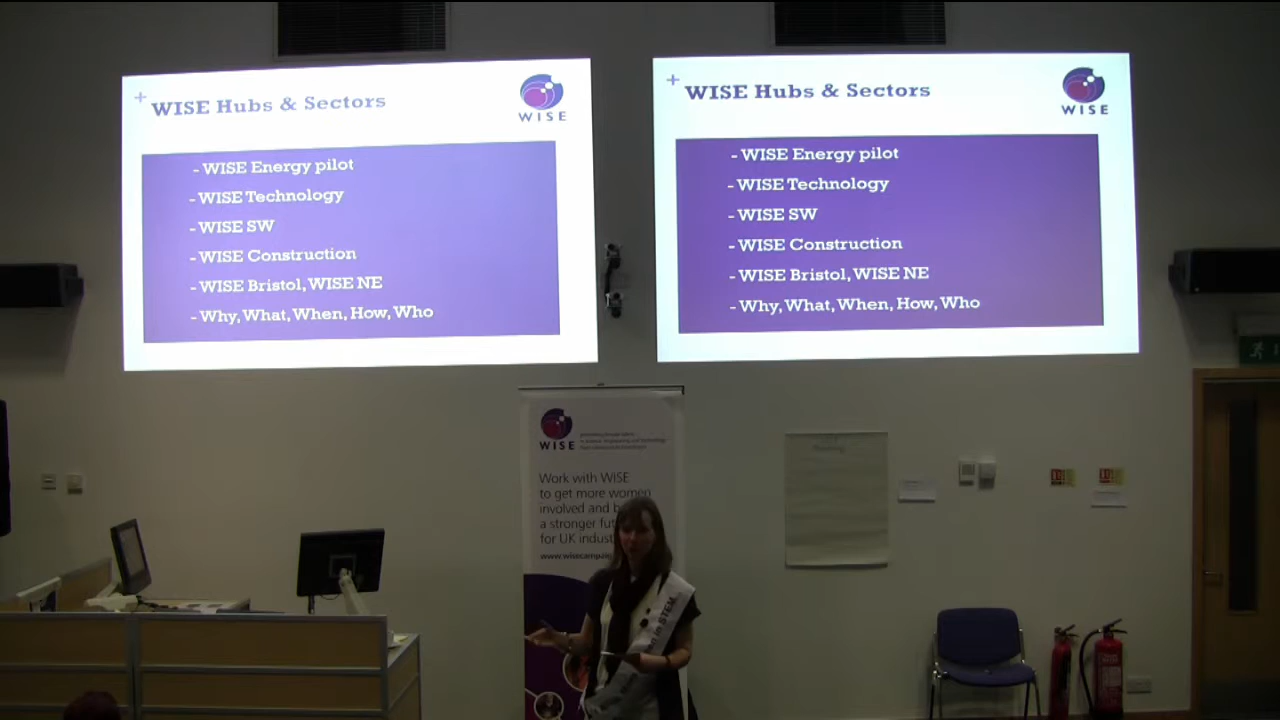 + WISE Hubs & Sectors
WISE
- WISE Energy pilot
- WISE Technology
- WISE SW
- WISE Construction
- WISE Bristol, WISE NE
- Why, What, When, How, Who
+ WISE Hubs & Sectors
WISE
- WISE Energy pilot
- WISE Technology
- WISE SW
- WISE Construction
- WISE Bristol, WISE NE
- Why, What, When, How, Who
WISE
Work with WISE
to get more women
involved and
a stronger
for UK
in STEM